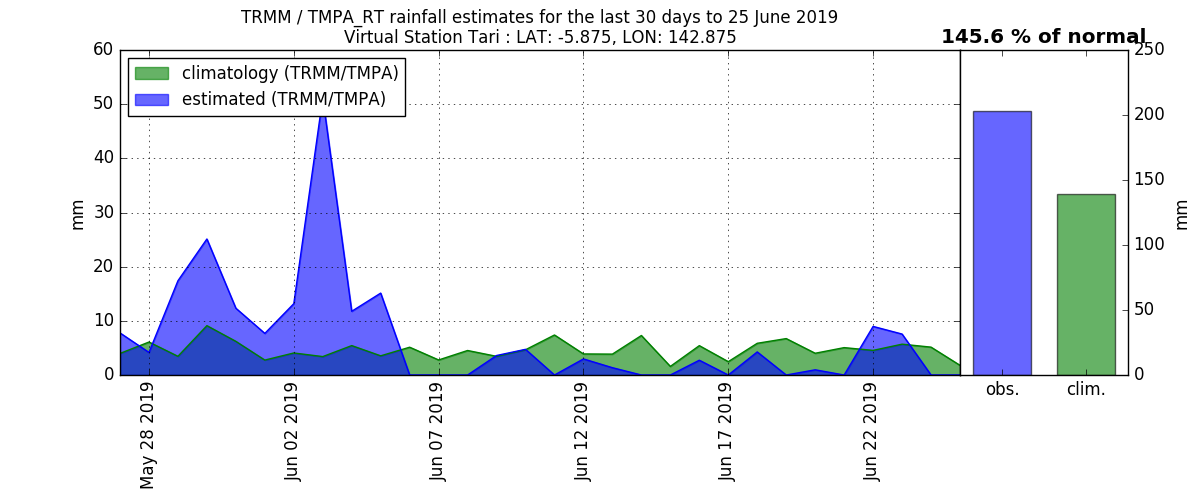 TRMM / TMPA_RT rainfall estimates for the last 30 days to 25 June 2019
Virtual Station Tari : LAT: -5.875, LON: 142.875
145.6 % of normal
climatology (TRMM/TMPA)
estimated (TRMM/TMPA)
mm
60
50
40
30
20
10
0
May 28 2019
Jun 02 2019
Jun 07 2019
Jun 12 2019
Jun 17 2019
Jun 22 2019
250
200
150
100
50
0
mm
obs.
clim.